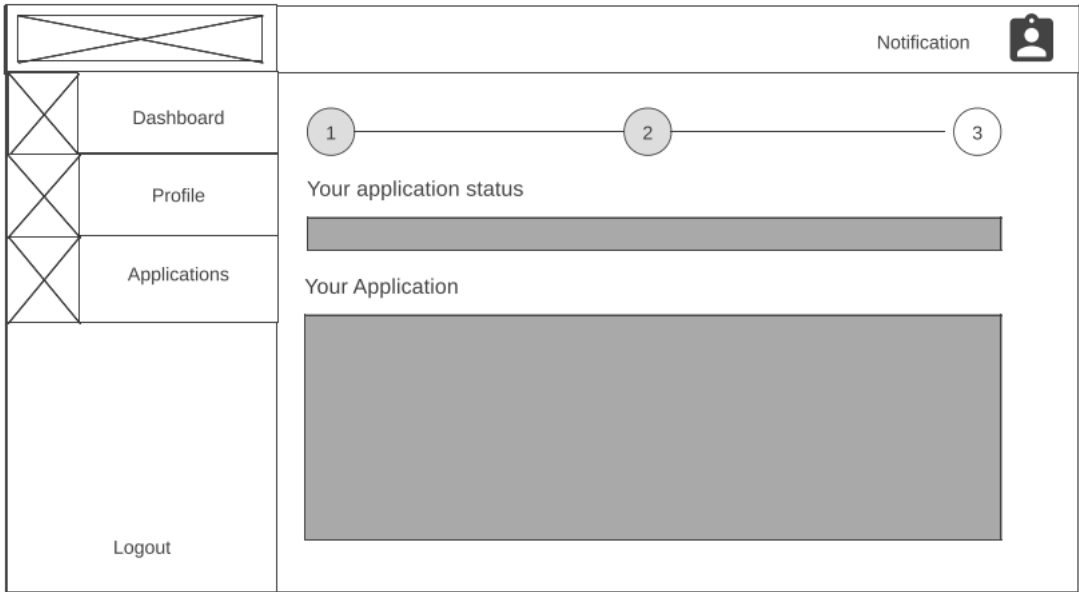 Notification
Dashboard
Profile
Applications
Logout
1
2
3
Your application status
Your Application